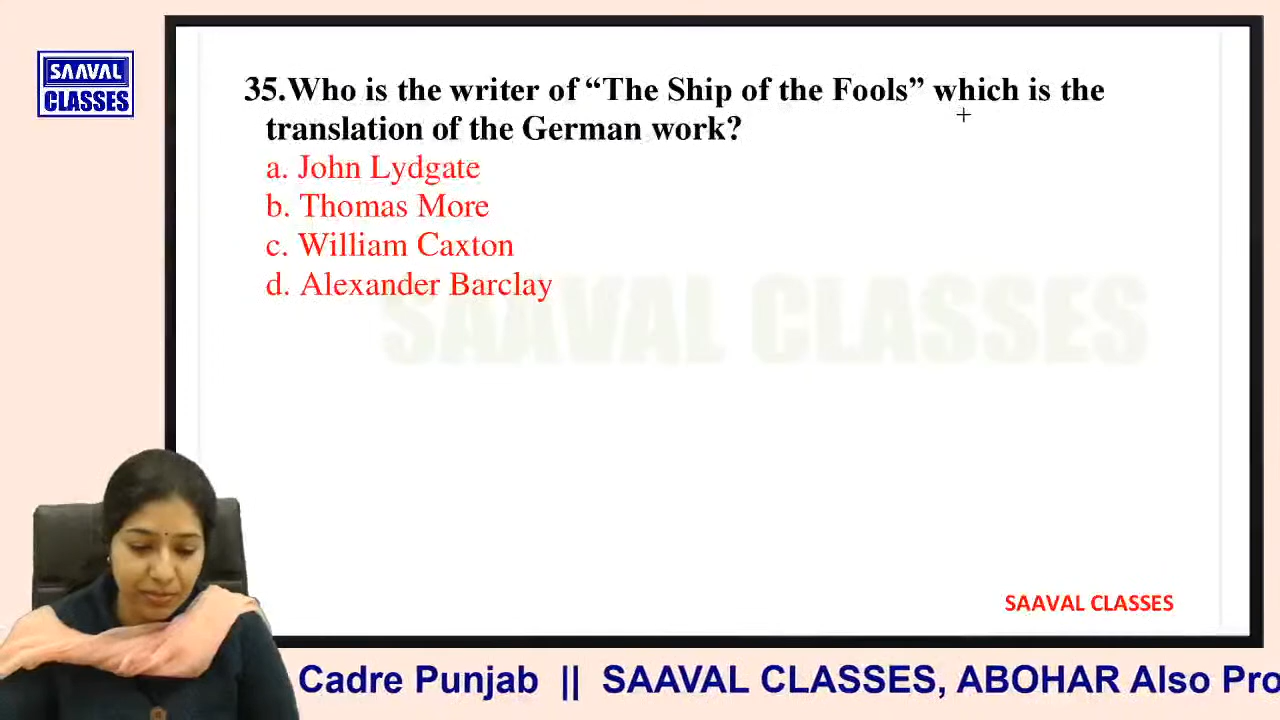 SAAVAL
CLASSES
35.Who is the writer of “The Ship of the Fools” which is the
translation of the German work?
a. John Lydgate
b. Thomas More
c. William Caxton
d. Alexander Barclay
SAAVAL CLASSES
SAAVAL CLASSES
Cadre Punjab || SAAVAL CLASSES, ABOHAR Also Pro